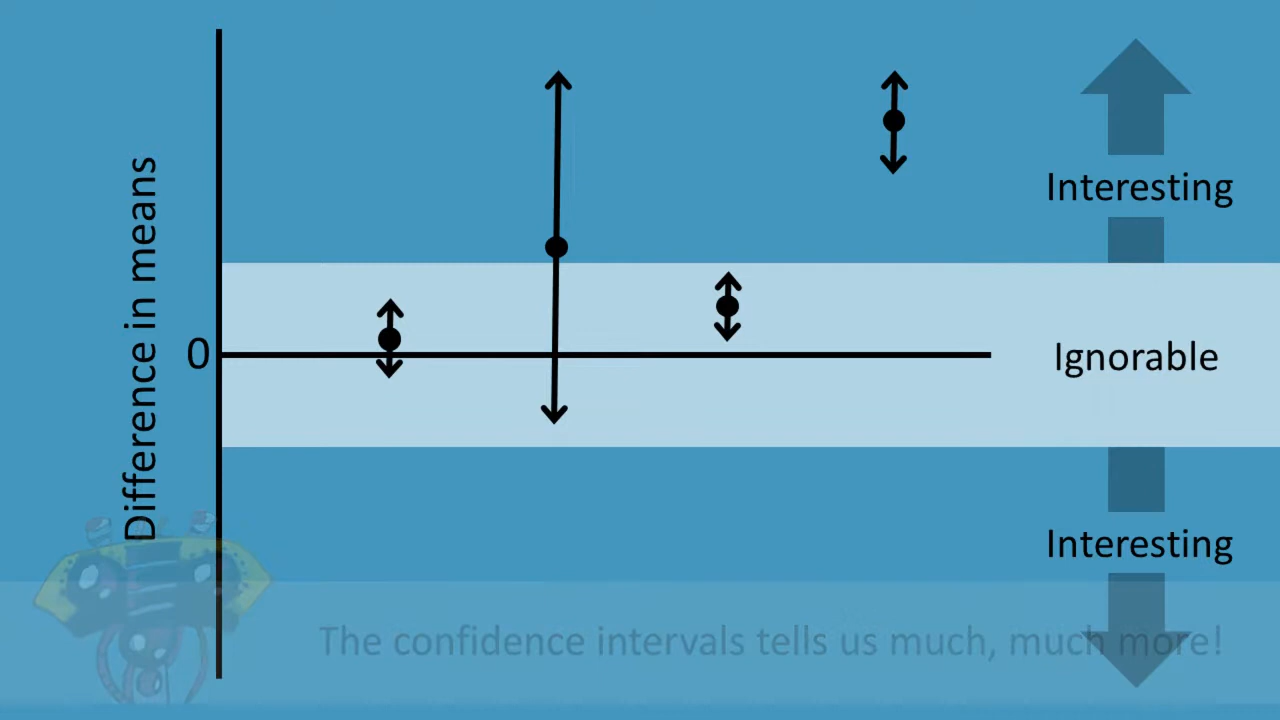 Difference in means
0
Interesting
Ignorable
Interesting
The confidence intervals tells us much, much more!